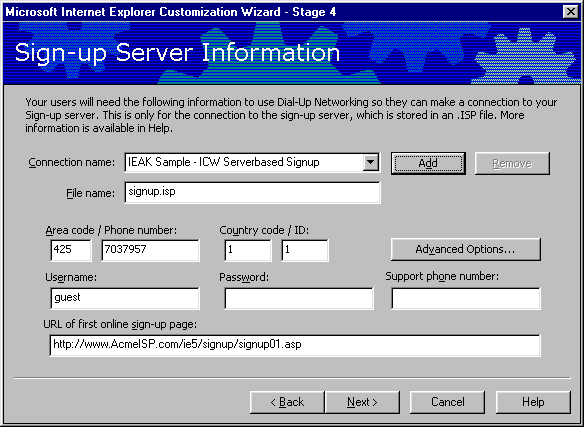 Microsoft Internet Explorer Customization Wizard - Stage 4
Sign-up Server Information
Your users will need the following information to use Dial-Up Networking so they can make a connection to your
Sign-up server. This is only for the connection to the sign-up server, which is stored in an .ISP file. More
information is available in Help.
Connection name: IEAK Sample - ICW Serverbased Signup Add Remove
File name: signup.isp
Area code / Phone number: Country code / ID:
425 7037957 1 1 Advanced Options...
Username: Password: Support phone number:
guest
URL of first online sign-up page:
http://www.AcmeISP.com/ie5/signup/signup01.asp
< Back Next > Cancel Help